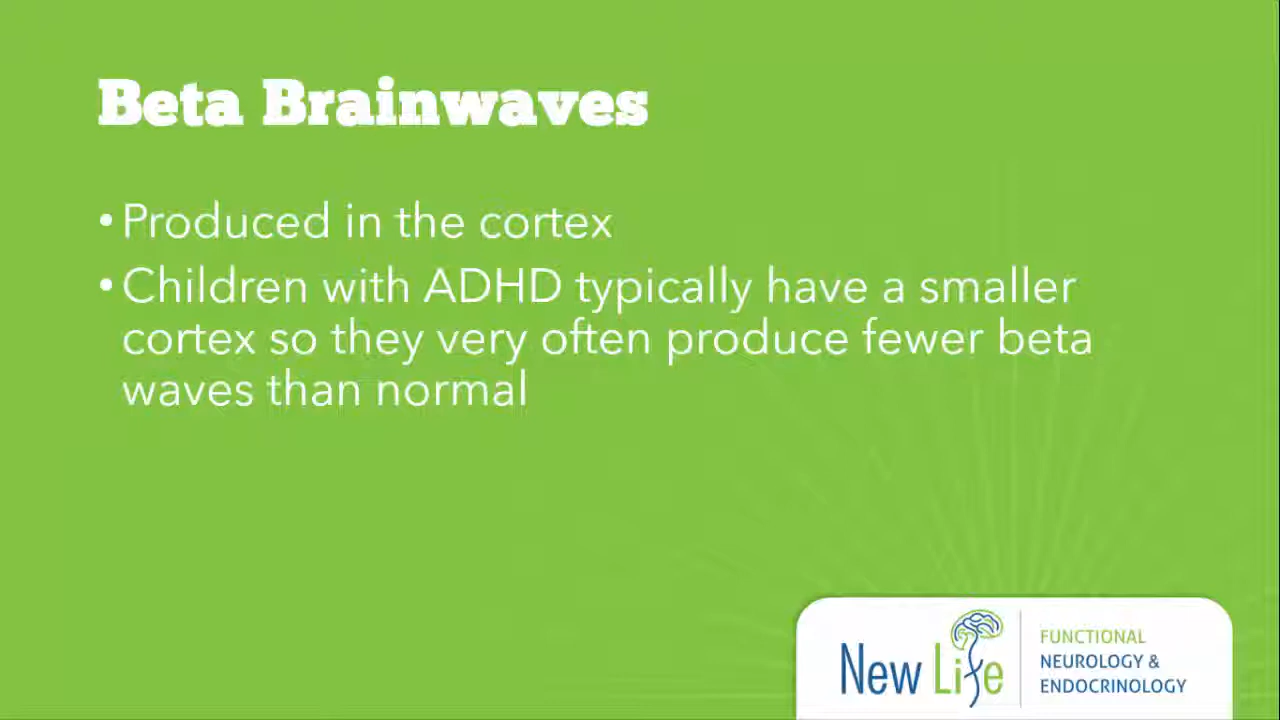 Beta Brainwaves
• Produced in the cortex
• Children with ADHD typically have a smaller
cortex so they very often produce fewer beta
waves than normal
New Life
FUNCTIONAL
NEUROLOGY &
ENDOCRINOLOGY